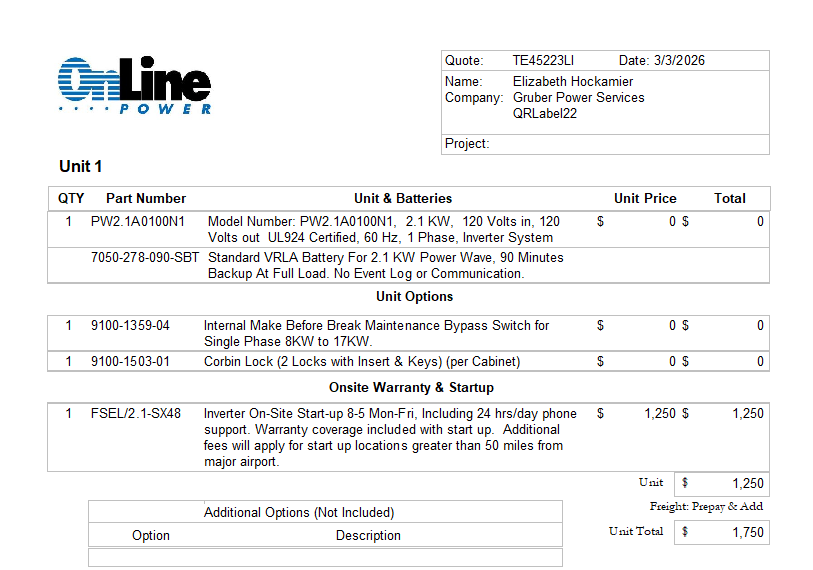 OnLine
POWER
Quote: TE45223LI Date: 3/3/2026
Name: Elizabeth Hockamier
Company: Gruber Power Services
QRLabel22
Project:
Unit 1
QTY Part Number Unit & Batteries Unit Price Total
1 PW2.1A0100N1 Model Number: PW2.1A0100N1, 2.1 KW, 120 Volts in, 120 $ 0 $ 0
Volts out UL924 Certified, 60 Hz, 1 Phase, Inverter System
7050-278-090-SBT Standard VRLA Battery For 2.1 KW Power Wave, 90 Minutes
Backup At Full Load. No Event Log or Communication.
Unit Options
1 9100-1359-04 Internal Make Before Break Maintenance Bypass Switch for $ 0 $ 0
Single Phase 8KW to 17KW.
1 9100-1503-01 Corbin Lock (2 Locks with Insert & Keys) (per Cabinet) $ 0 $ 0
Onsite Warranty & Startup
1 FSEL/2.1-SX48 Inverter On-Site Start-up 8-5 Mon-Fri, Including 24 hrs/day phone $ 1,250 $ 1,250
support. Warranty coverage included with start up. Additional
fees will apply for start up locations greater than 50 miles from
major airport.
Unit $ 1,250
Freight: Prepay & Add
Unit Total $ 1,750
Additional Options (Not Included)
Option Description